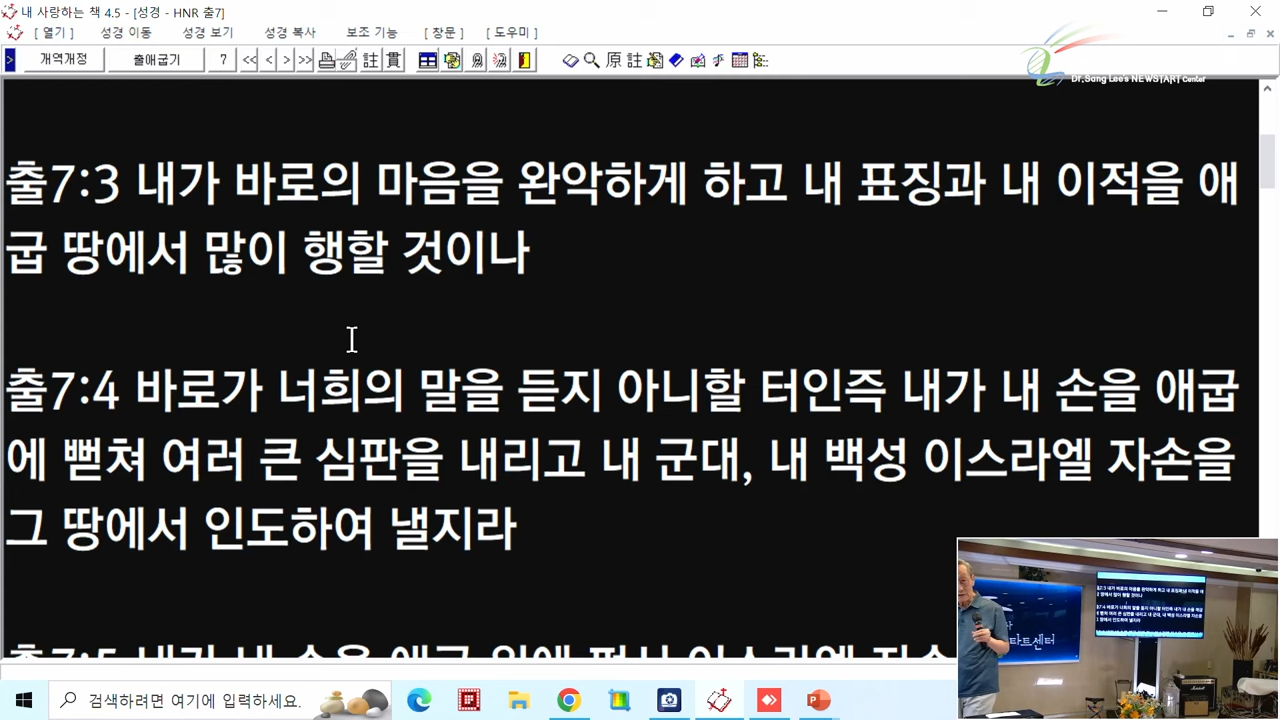 내 사랑하는 책 4.5 - [성경 - HNR 출7]
[ 열기 ] 성경 이동 성경 보기 성경 복사 보조 기능 [ 창문 ] [ 도우미 ]
개역개정 출애굽기 7 << < > >> 註 貫 原 註
Dr.Sang Lee's NEWSTART Center
출7:3 내가 바로의 마음을 완악하게 하고 내 표징과 내 이적을 애
굽 땅에서 많이 행할 것이나
출7:4 바로가 너희의 말을 듣지 아니할 터인즉 내가 내 손을 애굽
에 뻗쳐 여러 큰 심판을 내리고 내 군대, 내 백성 이스라엘 자손을
그 땅에서 인도하여 낼지라
타트센터
검색하려면 여기에 입력하세요.